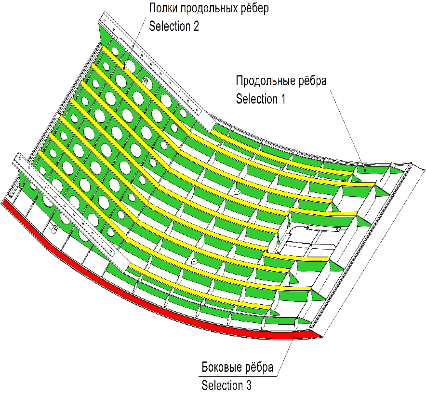 Полки продольных рёбер
Selection 2
Продольные рёбра
Selection 1
Боковые рёбра
Selection 3